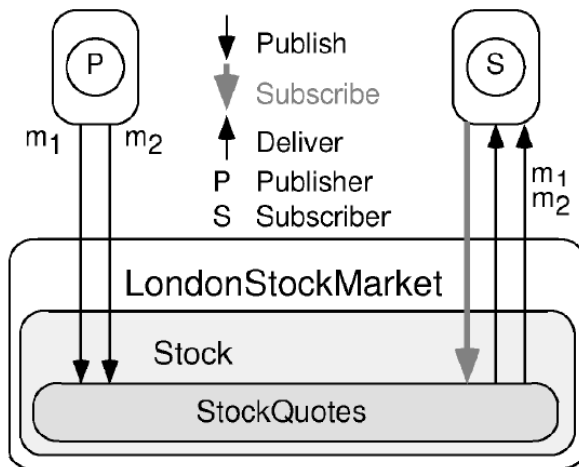 P
Publish
S
Subscribe
m1 m2
Deliver
P Publisher
m1
S Subscriber
m2
LondonStockMarket
Stock
StockQuotes